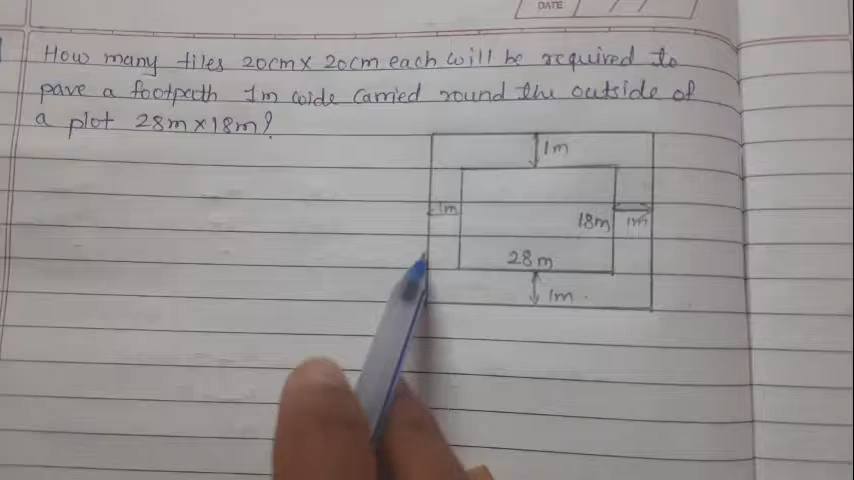 DATE
How many tiles 20cm x 20cm each will be required to
pave a footpath 1m wide carried round the outside of
a plot 28m x 18m?
1m
1m
18m
1m
28m
1m